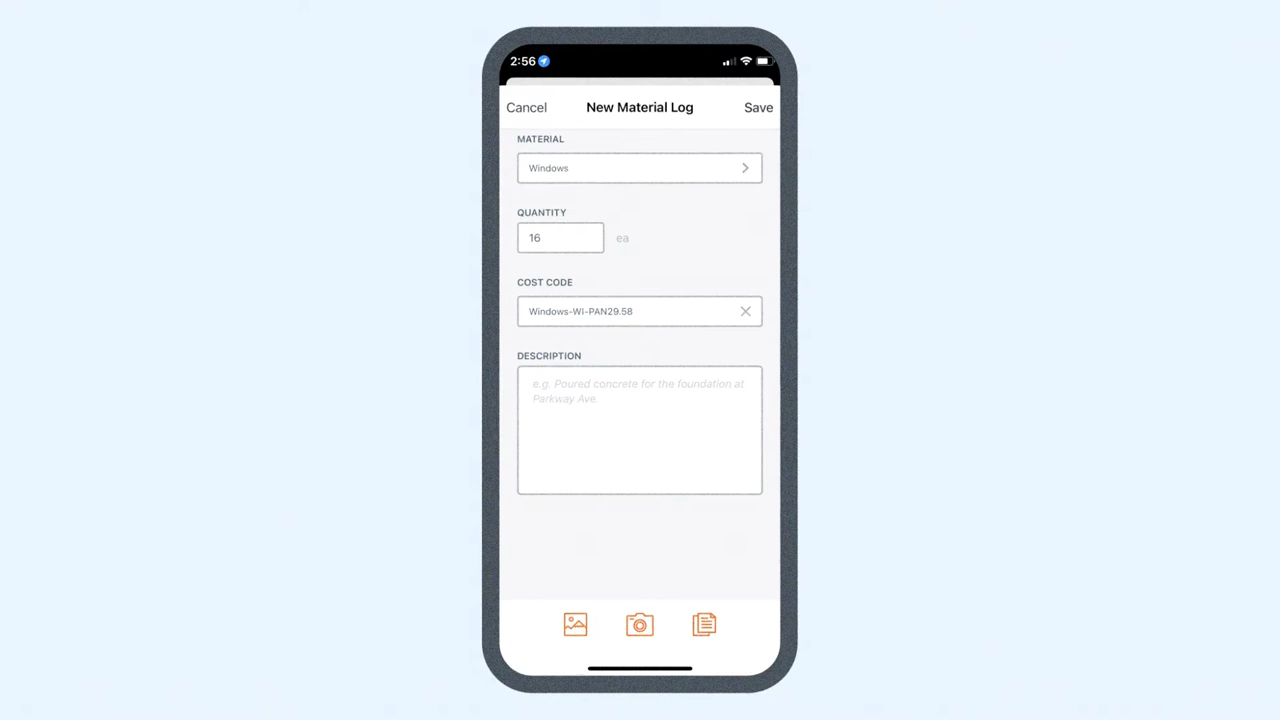 2:56
Cancel New Material Log Save
MATERIAL
Windows
QUANTITY
16 ea
COST CODE
Windows-WI-PAN29.58
DESCRIPTION
e.g. Poured concrete for the foundation at
Parkway Ave.